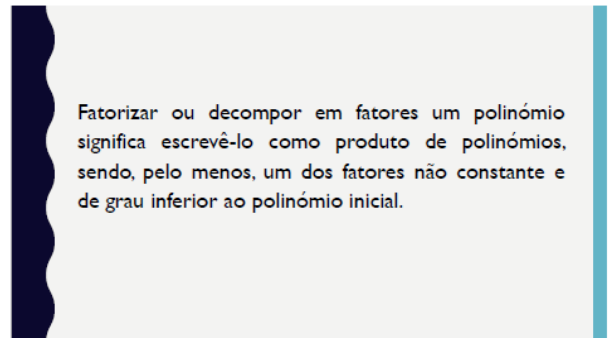 Fatorizar ou decompor em fatores um polinómio
significa escrevê-lo como produto de polinómios,
sendo, pelo menos, um dos fatores não constante e
de grau inferior ao polinómio inicial.